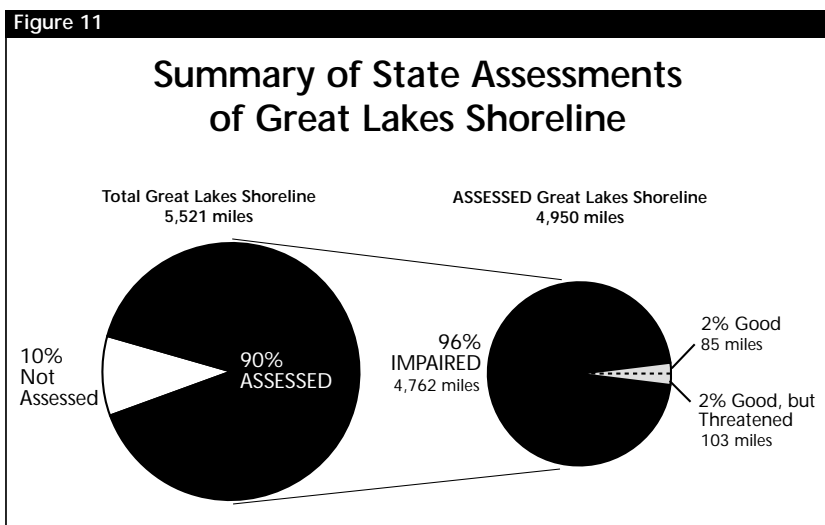 Figure 11
Summary of State Assessments
of Great Lakes Shoreline
Total Great Lakes Shoreline
5,521 miles
ASSESSED Great Lakes Shoreline
4,950 miles
10%
Not
Assessed
90%
ASSESSED
96%
IMPAIRED
4,762 miles
2% Good
85 miles
2% Good, but
Threatened
103 miles